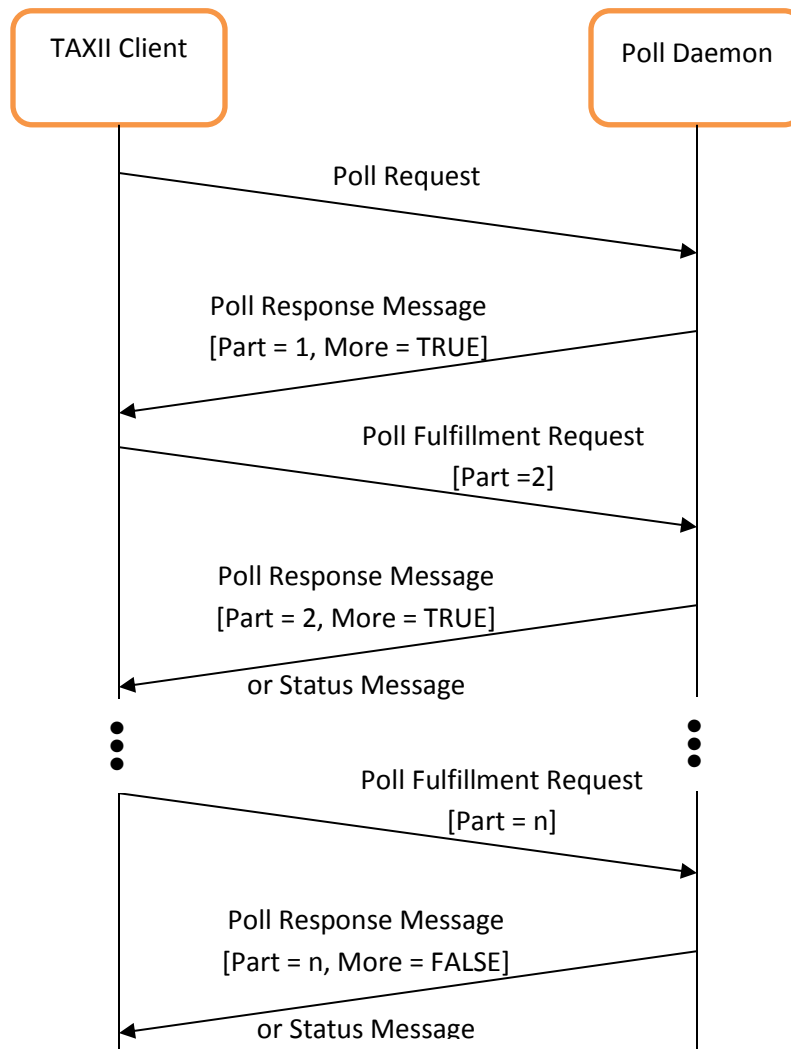 TAXII Client
Poll Daemon
Poll Request
Poll Response Message
[Part = 1, More = TRUE]
Poll Fulfillment Request
[Part =2]
Poll Response Message
[Part = 2, More = TRUE]
or Status Message
Poll Fulfillment Request
[Part = n]
Poll Response Message
[Part = n, More = FALSE]
or Status Message